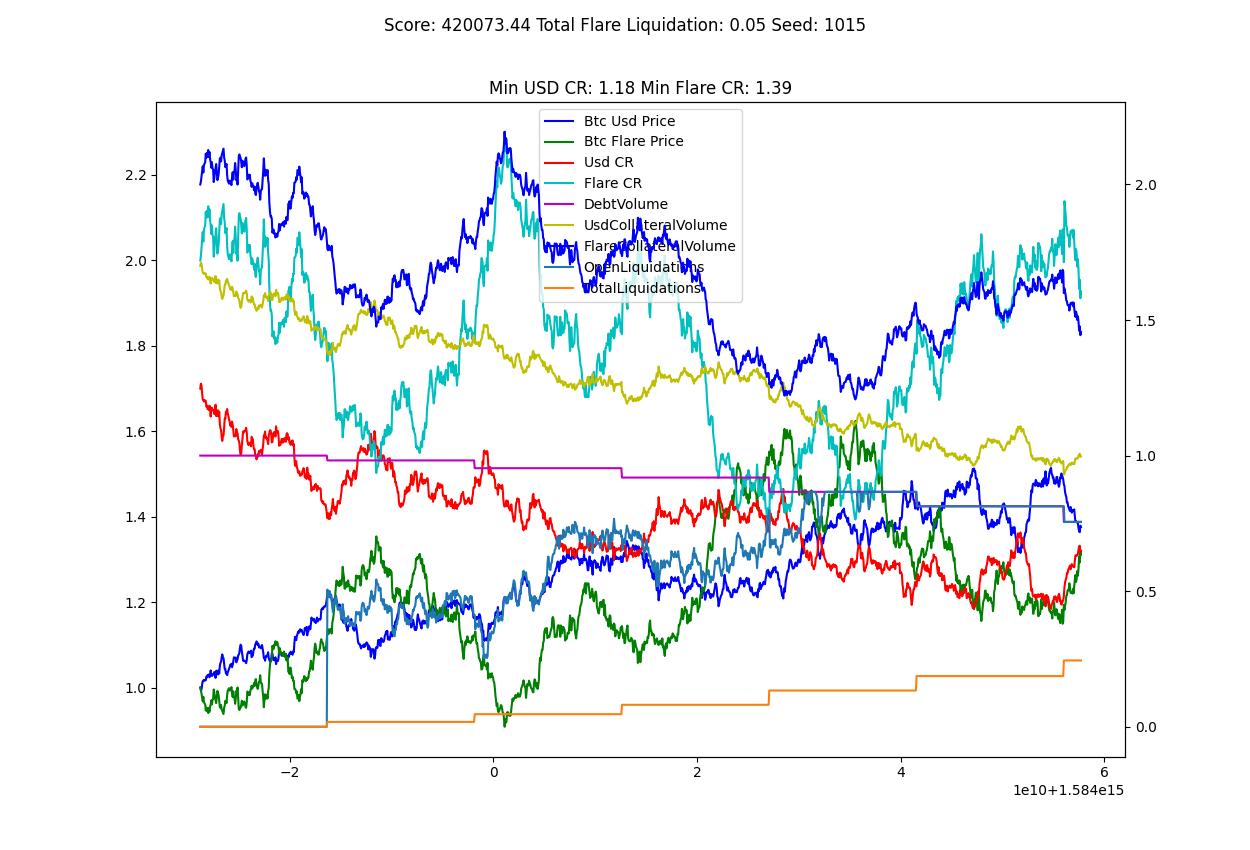 Score: 420073.44 Total Flare Liquidation: 0.05 Seed: 1015
Min USD CR: 1.18 Min Flare CR: 1.39
Btc Usd Price
Btc Flare Price
Usd CR
Flare CR
DebtVolume
UsdCollateralVolume
FlareCollateralVolume
OpenLiquidations
TotalLiquidations
2.2
2.0
1.8
1.6
1.4
1.2
1.0
2.0
1.5
1.0
0.5
0.0
−2
0
2
4
6
1e10+1.584e15